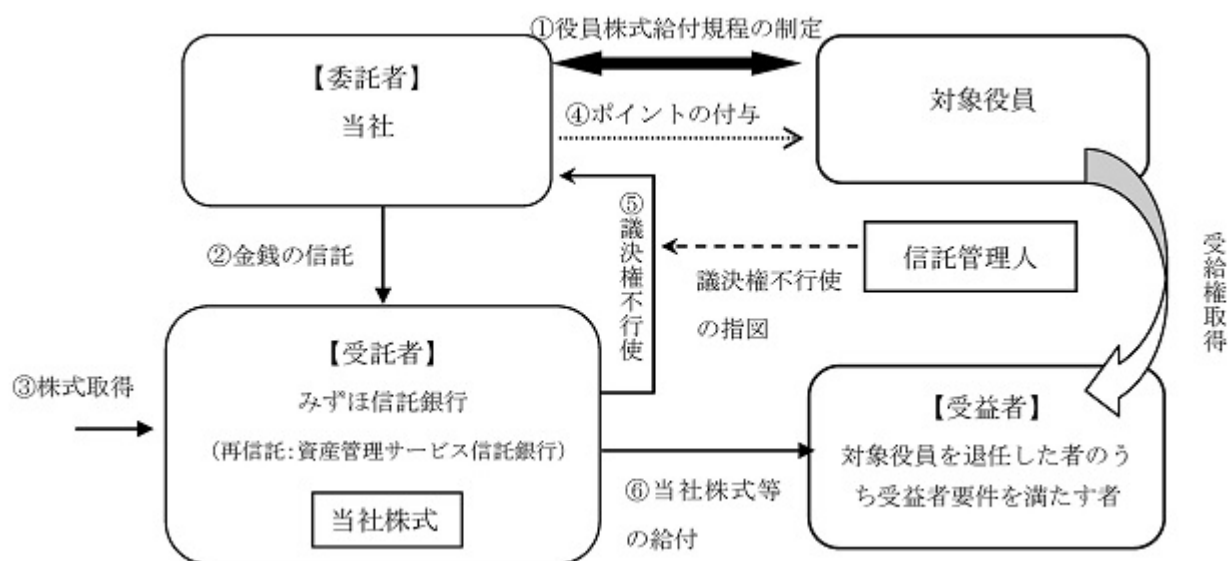 ①役員株式給付規程の制定
【委託者】
当社
対象役員
④ポイントの付与
②金銭の信託
⑤議決権不行使
信託管理人
議決権不行使
の指図
受給権取得
③株式取得
【受託者】
みずほ信託銀行
（再信託：資産管理サービス信託銀行）
当社株式
⑥当社株式等
の給付
【受益者】
対象役員を退任した者のう
ち受益者要件を満たす者